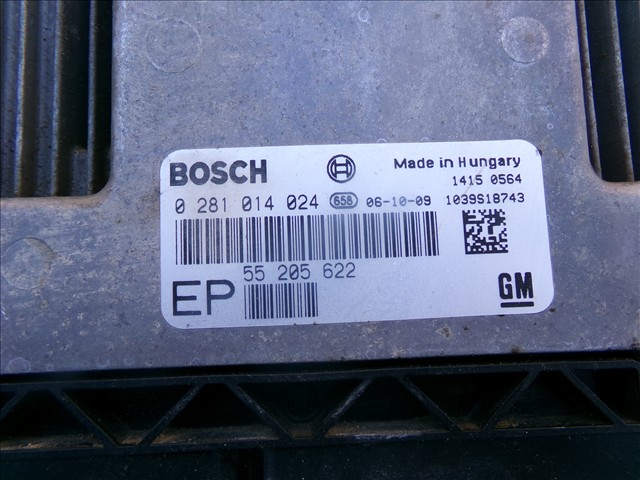 BOSCH
Made in Hungary
1415 0564
0 281 014 024 658 06-10-09 1039S18743
55 205 622
EP
GM